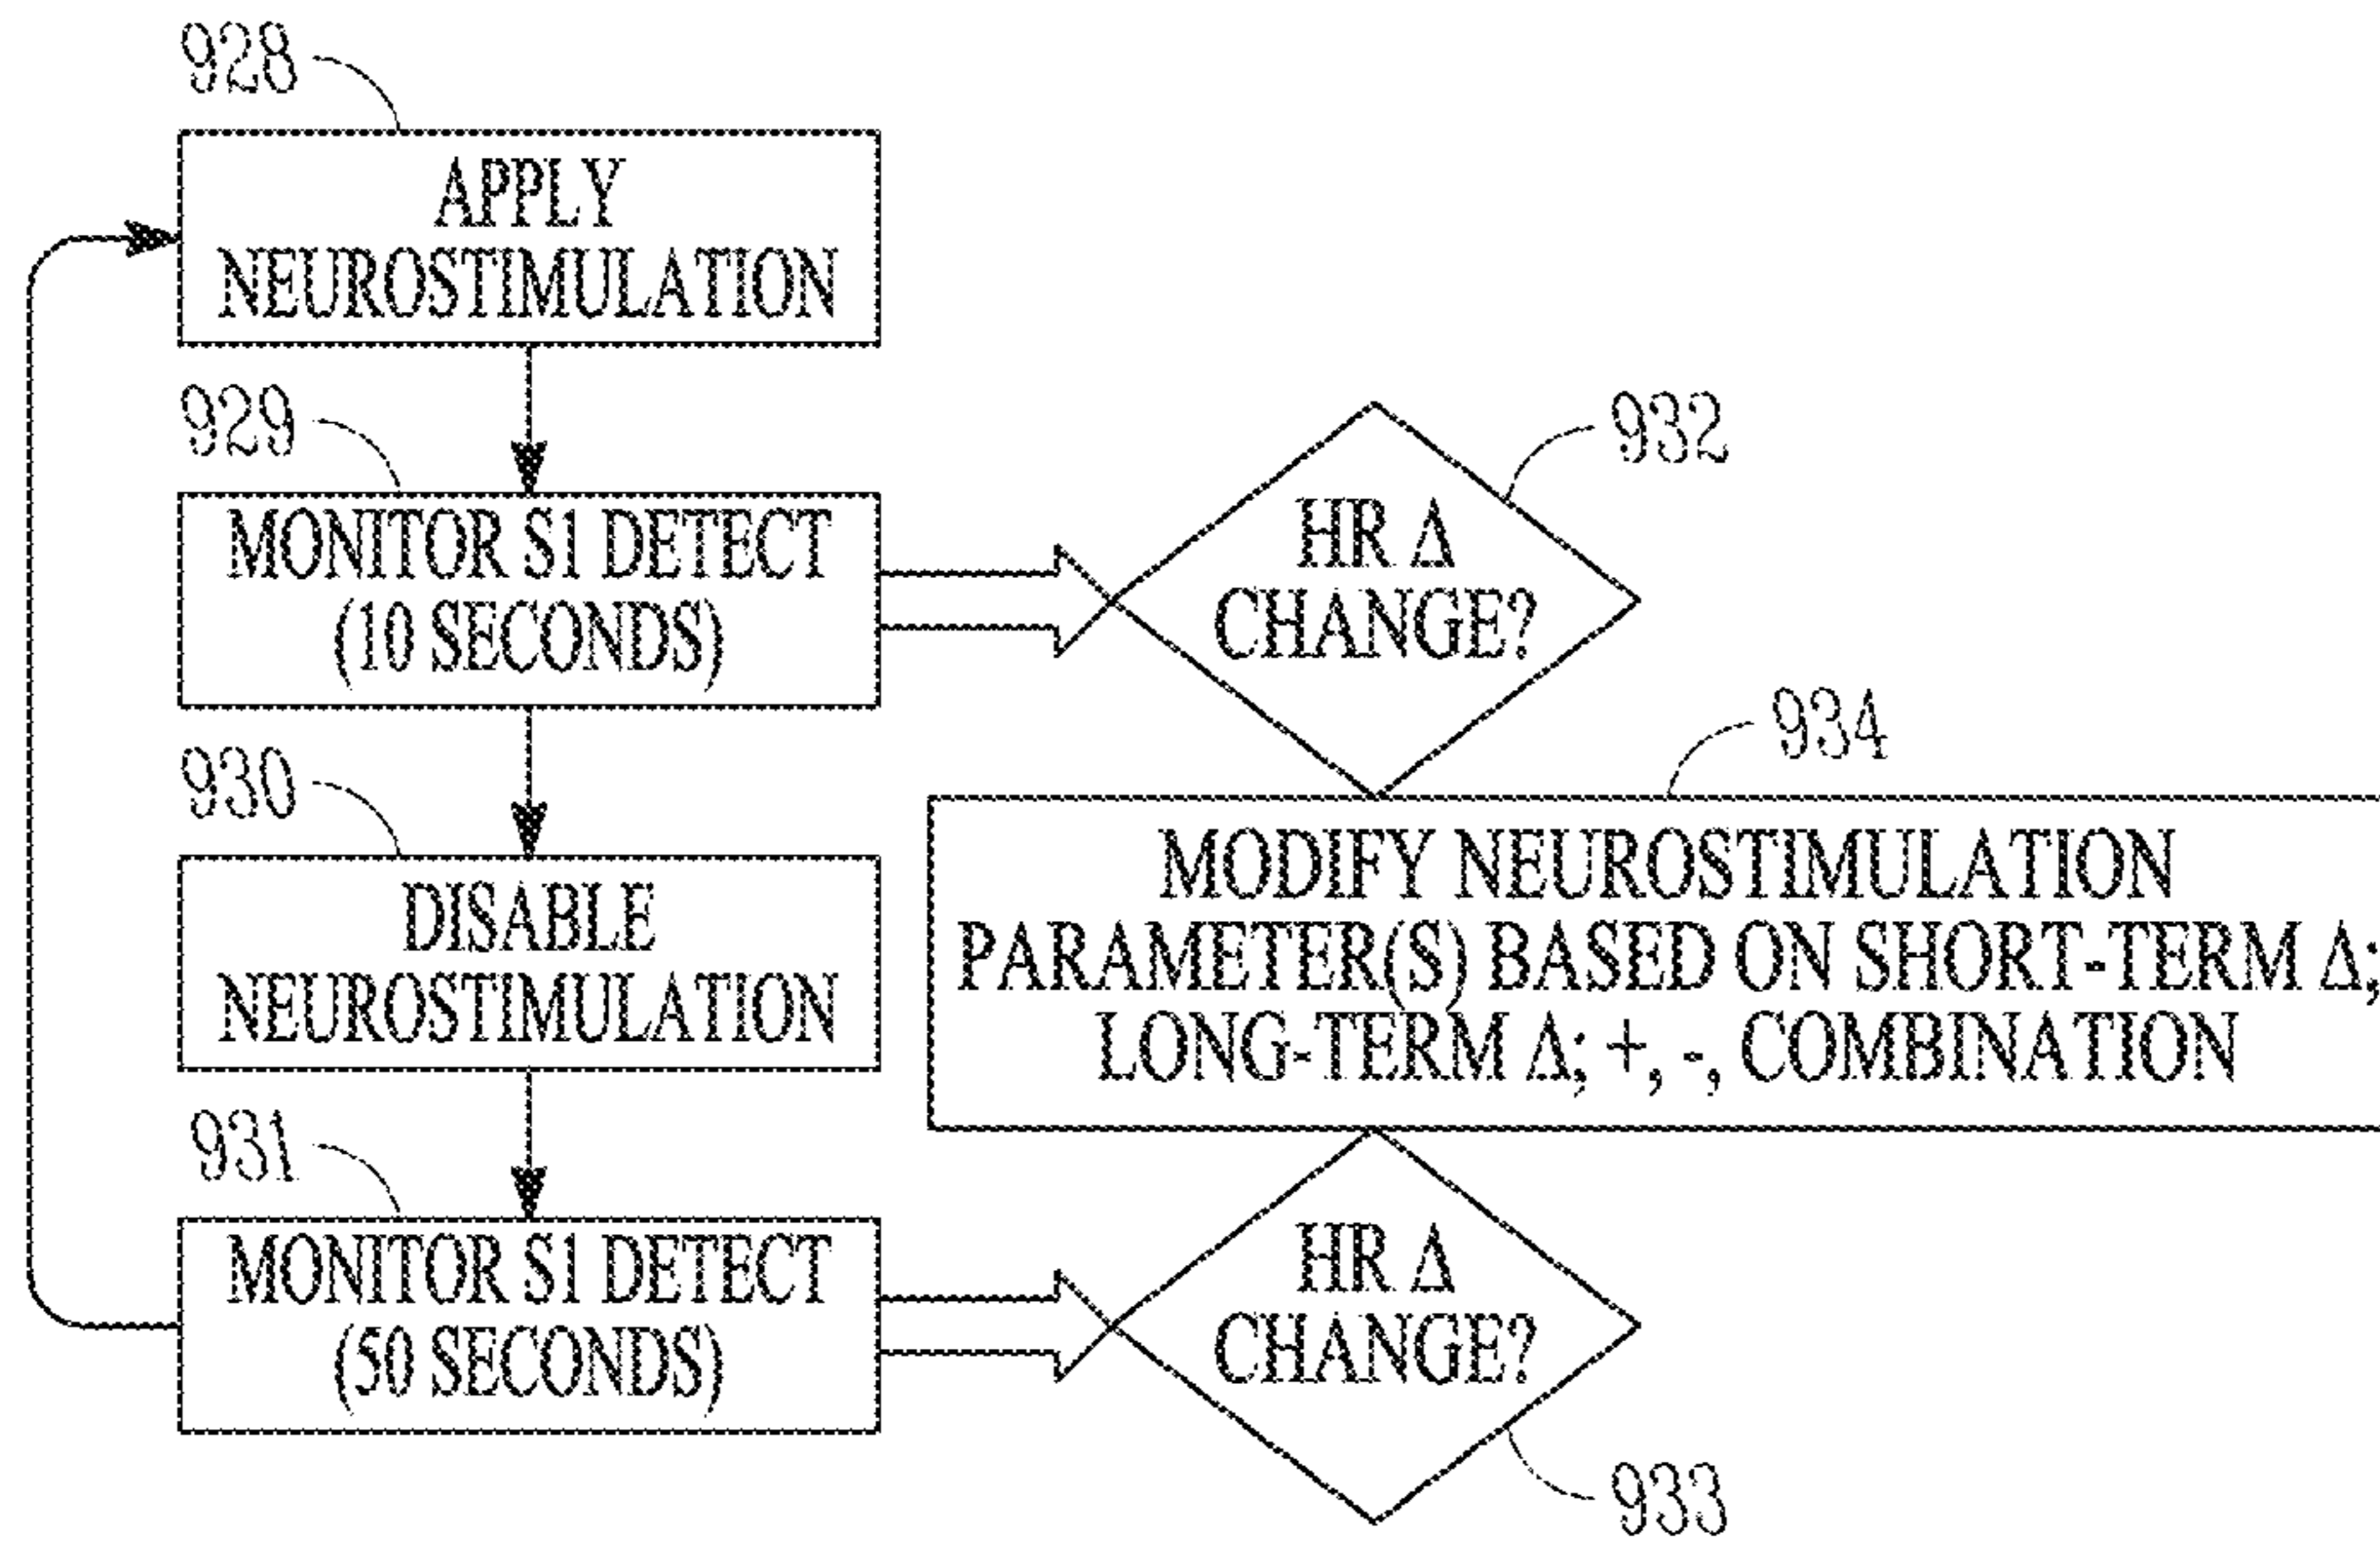 928
APPLY
NEUROSTIMULATION
929
MONITOR S1 DETECT
(10 SECONDS)
932
HR Δ
CHANGE?
930
DISABLE
NEUROSTIMULATION
934
MODIFY NEUROSTIMULATION
PARAMETER(S) BASED ON SHORT-TERM Δ;
LONG-TERM Δ; +, -, COMBINATION
931
MONITOR S1 DETECT
(50 SECONDS)
HR Δ
CHANGE?
933